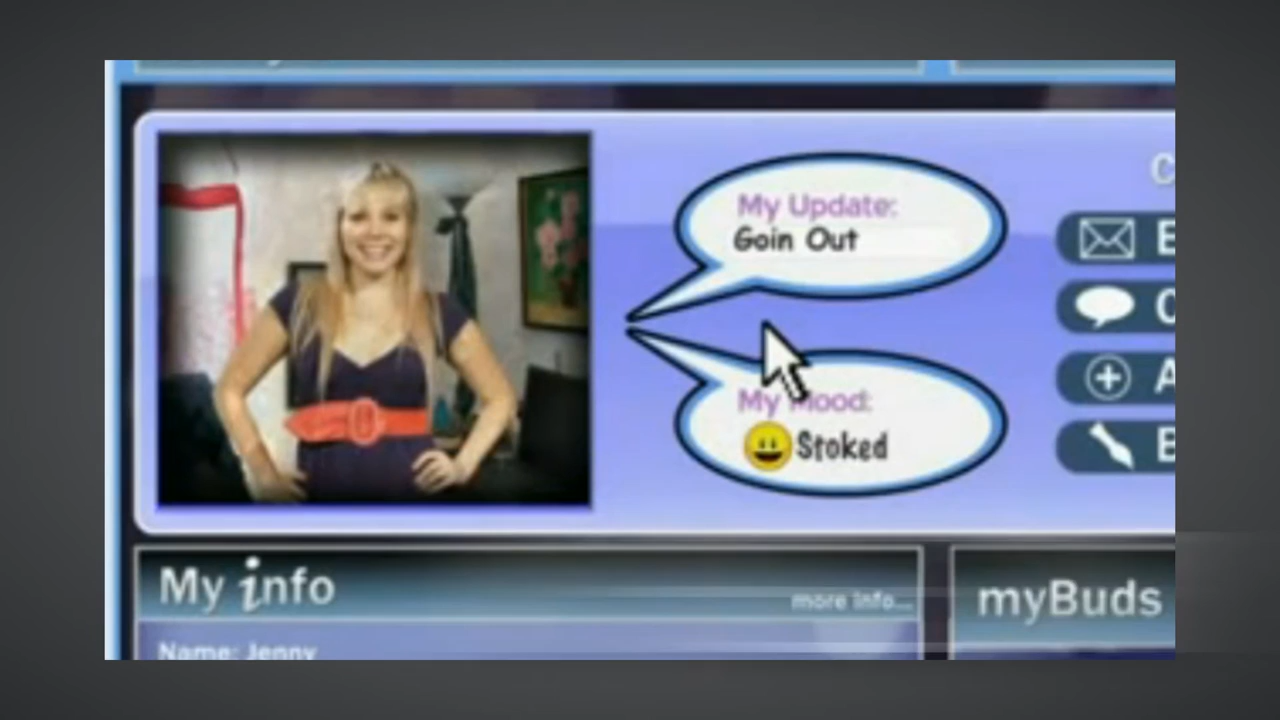 My Update:
Goin Out
My Mood:
Stoked
My info
more info...
Name: Jenny
myBuds